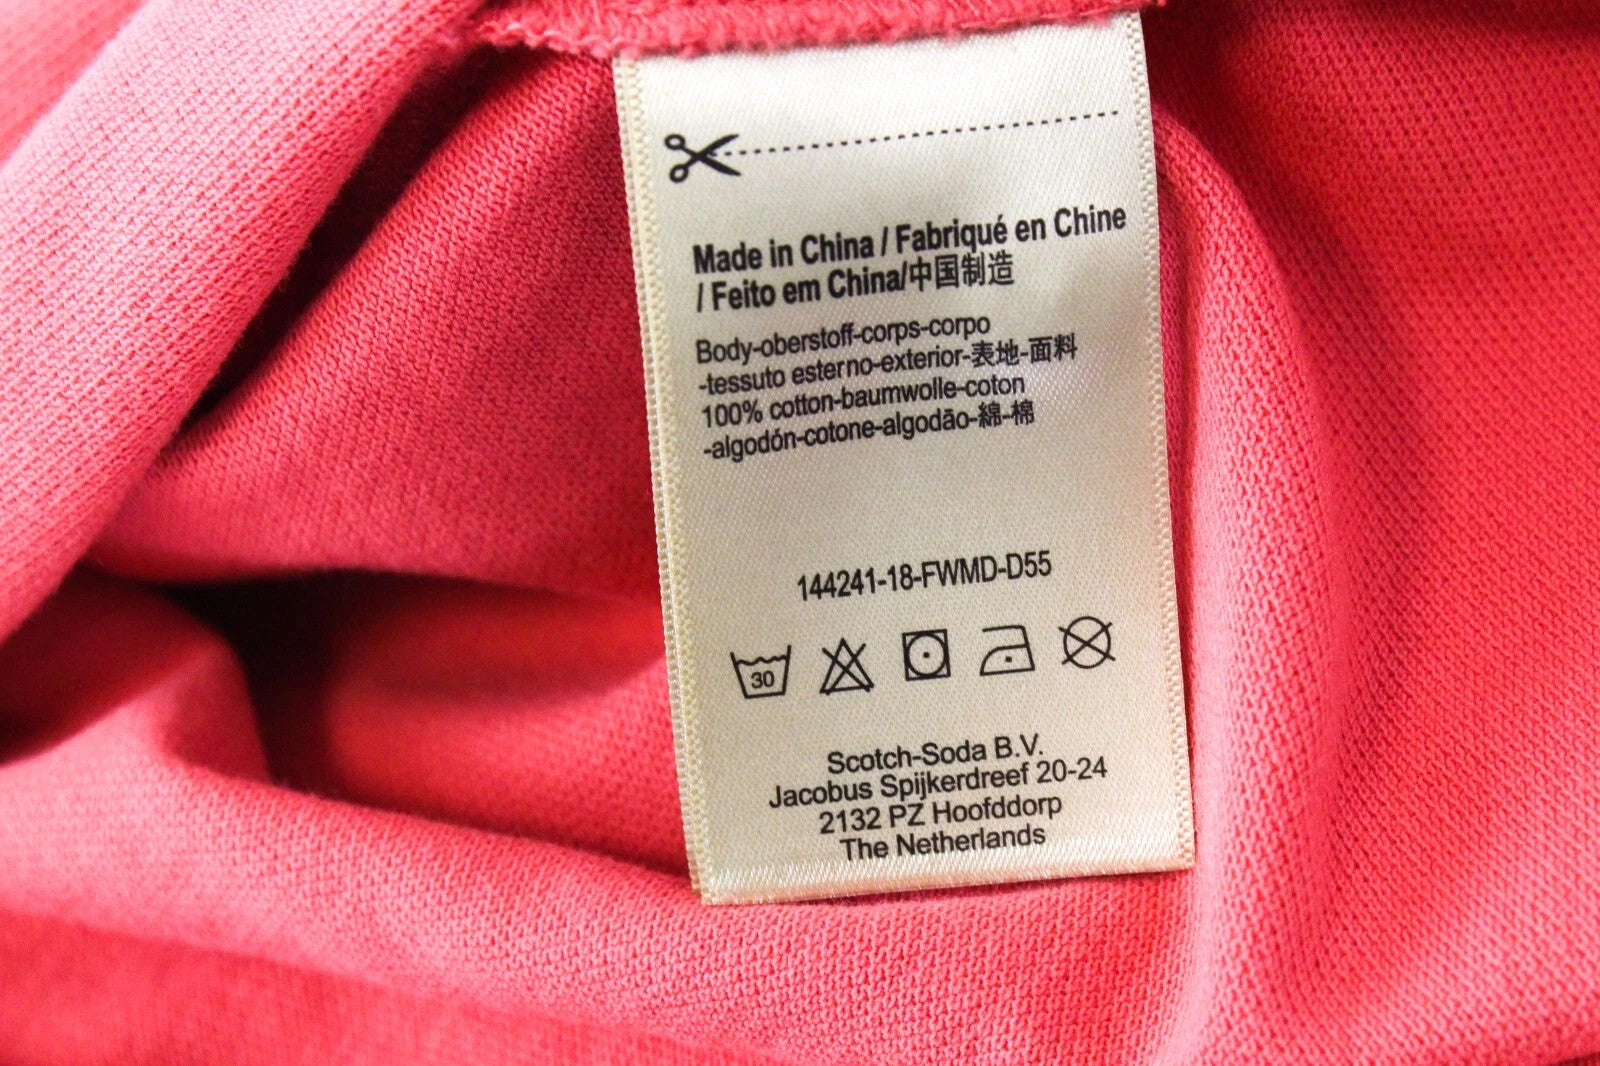 Made in China / Fabriqué en Chine
/ Feito em China/中国制造
Body-oberstoff-corps-corpo
-tessuto esterno-exterior-表地-面料
100% cotton-baumwolle-coton
-algodón-cotone-algodão-綿-棉
144241-18-FWMD-D55
30
Scotch-Soda B.V.
Jacobus Spijkerdreef 20-24
2132 PZ Hoofddorp
The Netherlands